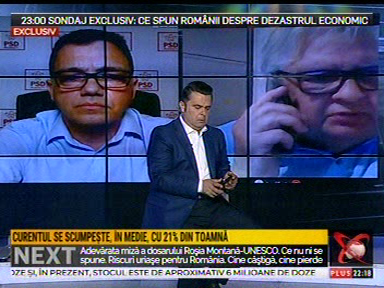 23:00 SONDAJ EXCLUSIV: CE SPUN ROMÂNII DESPRE DEZASTRUL ECONOMIC
EXCLUSIV
PSD
PSD
CURENTUL SE SCUMPEȘTE, ÎN MEDIE, CU 21% DIN TOAMNĂ
NEXT
Adevărata miză a dosarului Roșia Montană-UNESCO. Ce nu ni se
spune. Riscuri uriașe pentru România. Cine câștigă, cine pierde
OZE ȘI, ÎN PREZENT, STOCUL ESTE DE APROXIMATIV 6 MILIOANE DE DOZE
PLUS 22:18